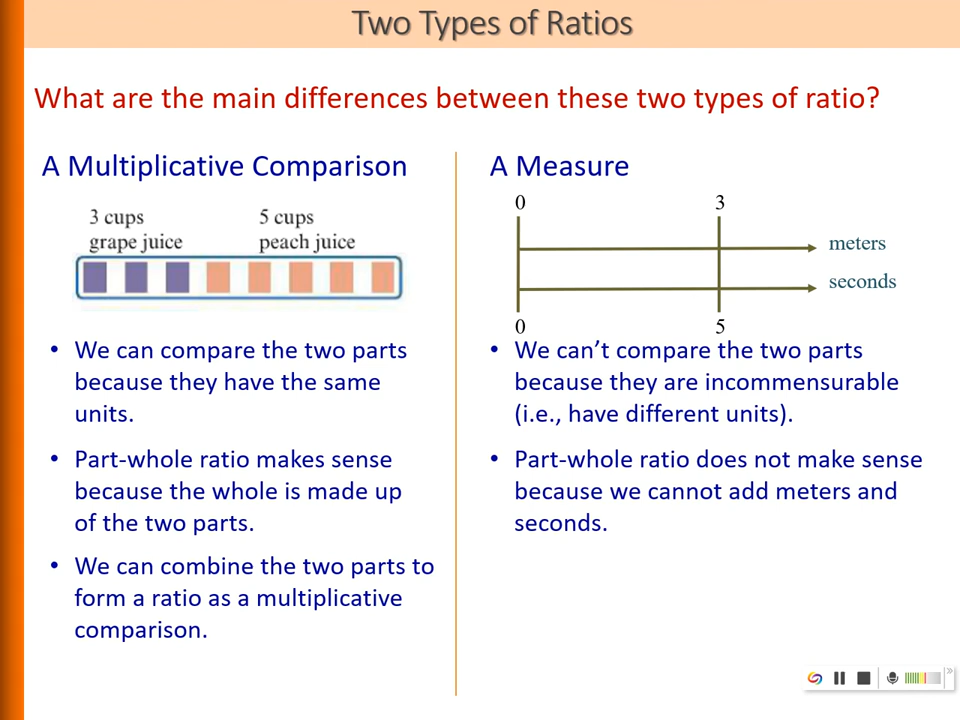 Two Types of Ratios
What are the main differences between these two types of ratio?
A Multiplicative Comparison
3 cups
grape juice
5 cups
peach juice
• We can compare the two parts
because they have the same
units.
• Part-whole ratio makes sense
because the whole is made up
of the two parts.
• We can combine the two parts to
form a ratio as a multiplicative
comparison.
A Measure
0 3
meters
seconds
0 5
• We can’t compare the two parts
because they are incommensurable
(i.e., have different units).
• Part-whole ratio does not make sense
because we cannot add meters and
seconds.